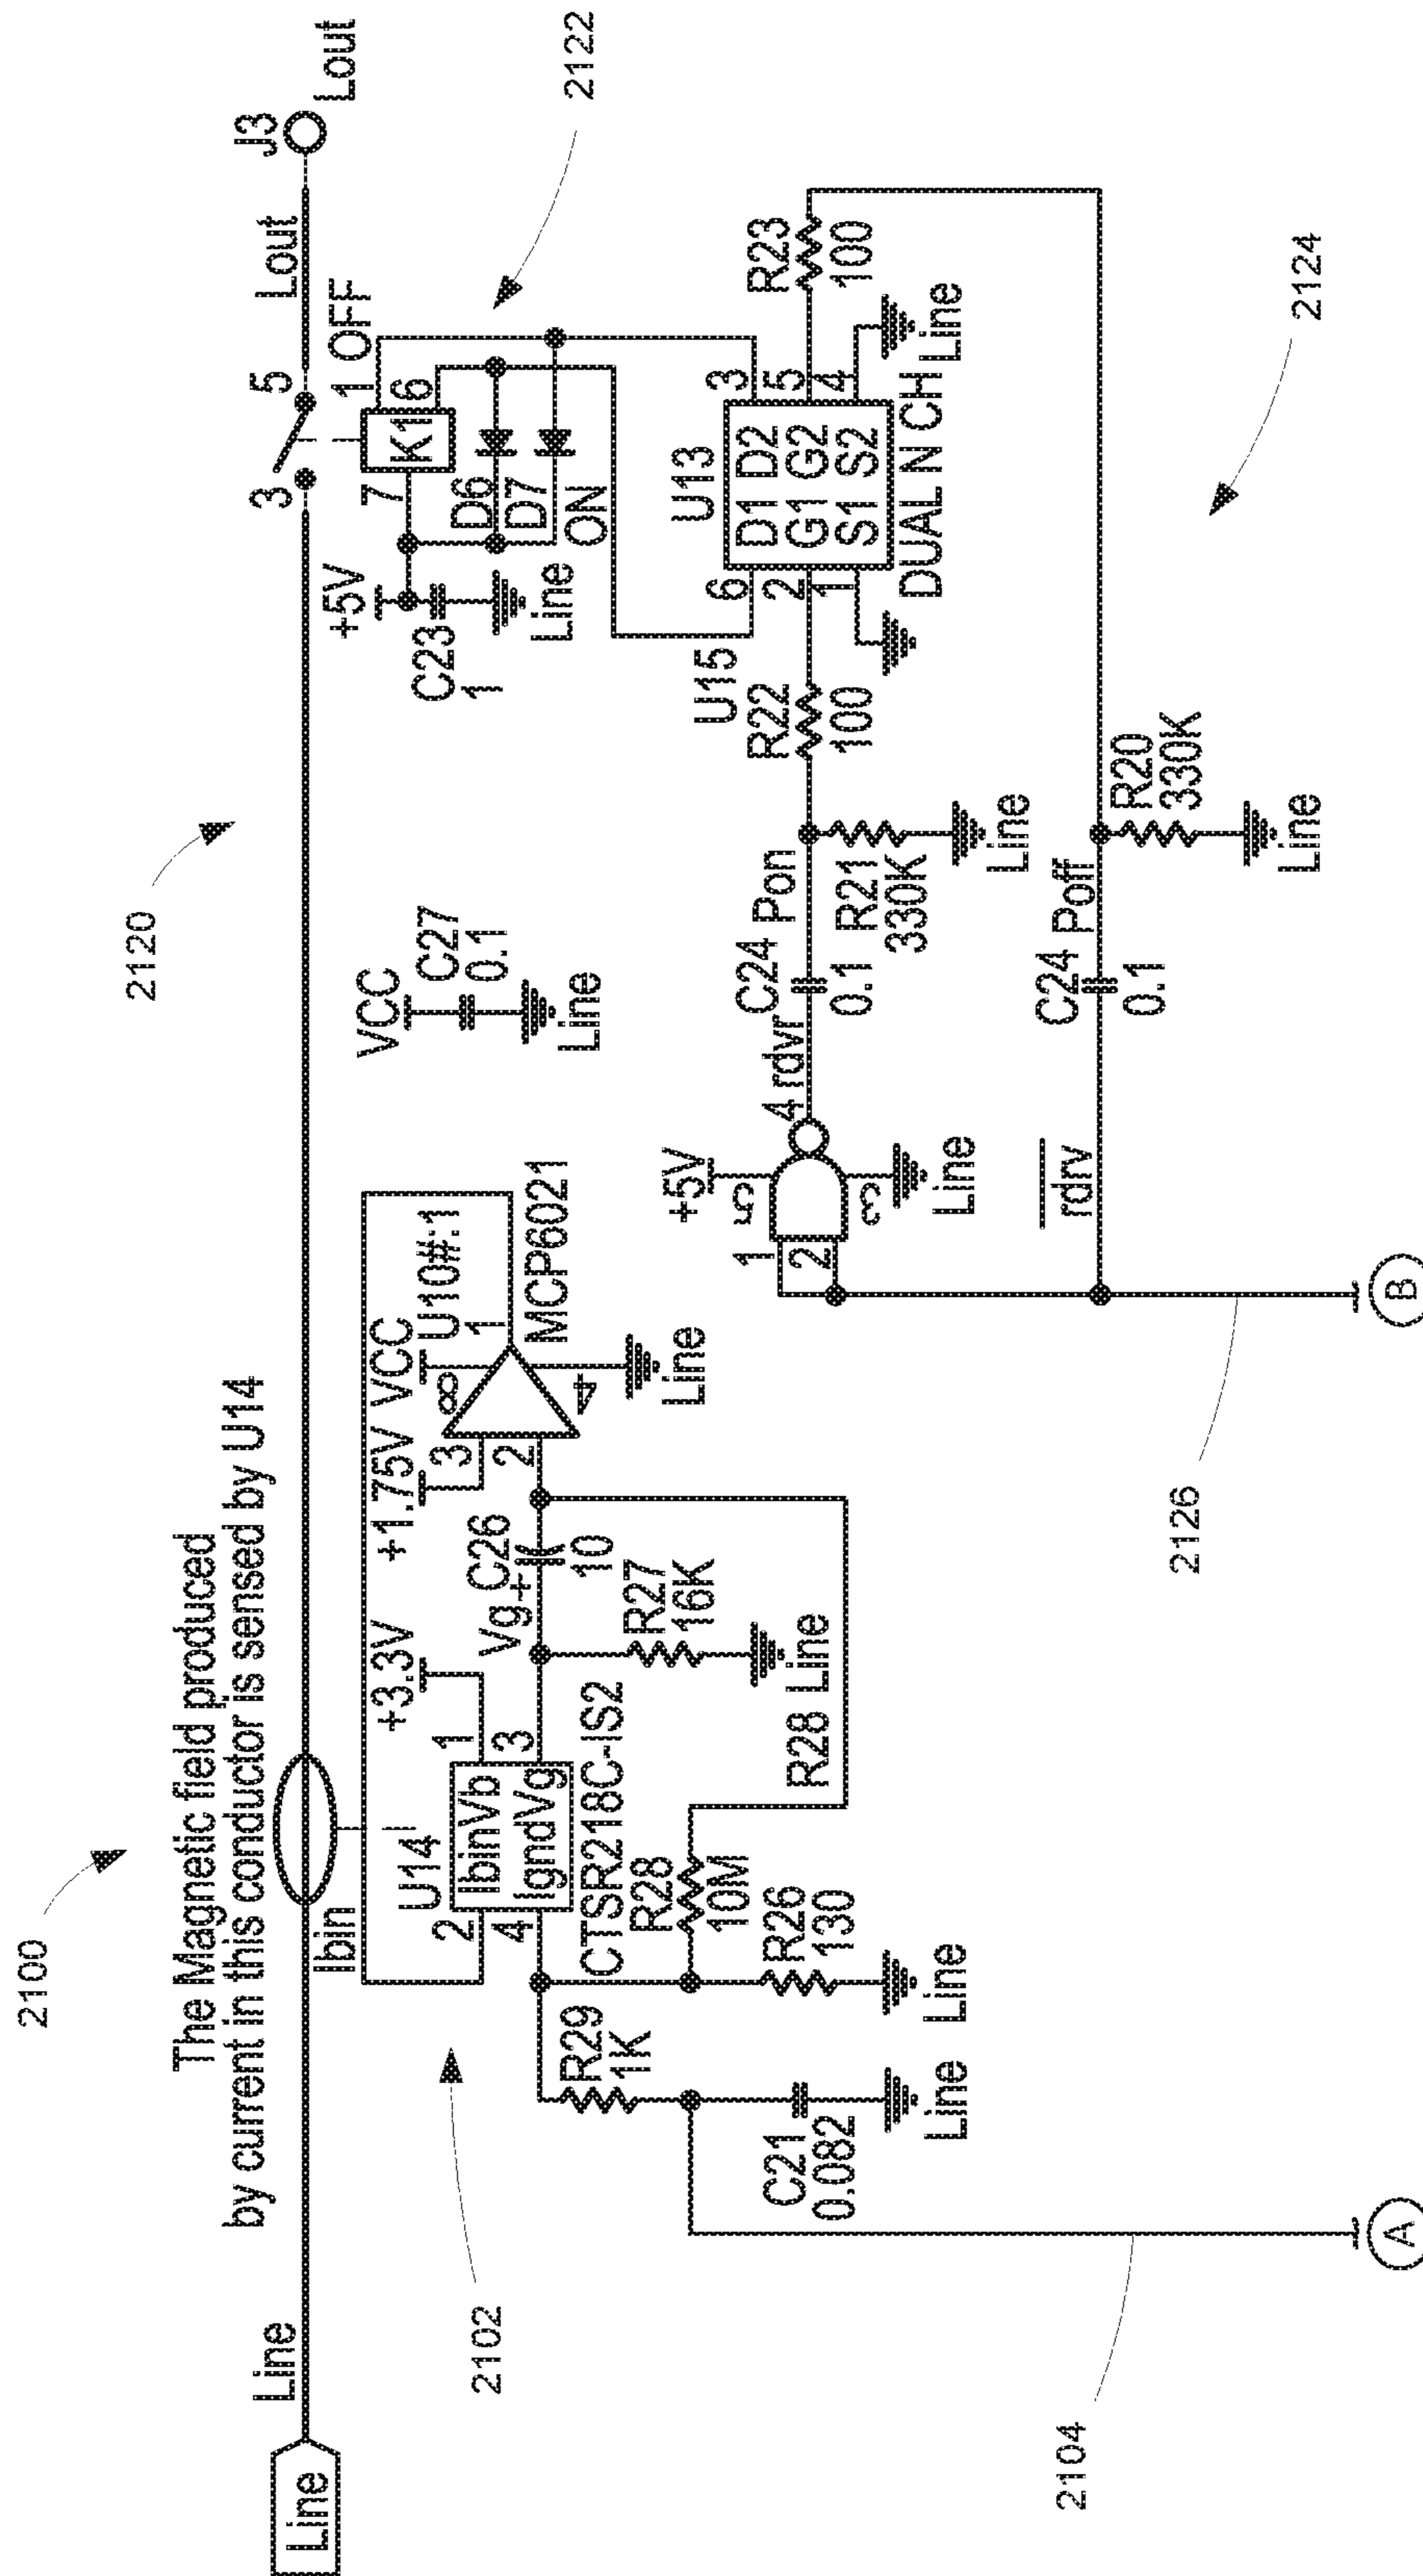 2100
The Magnetic field produced
by current in this conductor is sensed by U14
2120
J3
Lout
Lout
Line
Line
Ibin
3
5
2122
2102
U14
2
4
IbinVb
IgndVg
1
3
CTSR218C-IS2
+3.3V
Vg
+
C26
10
R27
16K
Line
+1.75V
VCC
3
2
8
4
U10#:1
1
MCP6021
Line
VCC
C27
0.1
Line
+5V
C23
1
Line
7
K1
1
6
OFF
D6
D7
ON
R29
1K
C21
0.082
Line
R28
10M
R28
R26
130
Line
2104
A
+5V
5
1
2
3
4
rdvr
Line
C24
0.1
Pon
R21
330K
Line
U15
R22
100
U13
6
2
1
D1 D2
G1 G2
S1 S2
3
5
4
DUAL N CH
Line
R23
100
rdrv
C24
0.1
Poff
R20
330K
Line
2124
2126
B